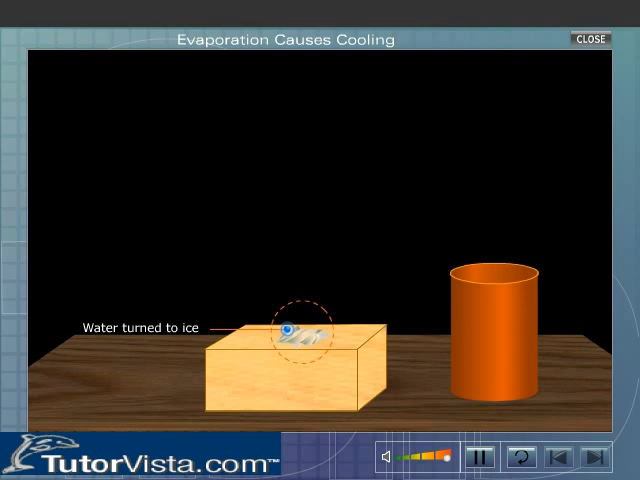 Evaporation Causes Cooling
CLOSE
Water turned to ice
TutorVista.com™